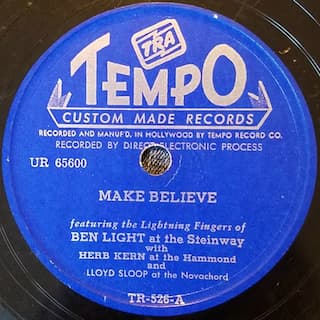 TRA
TEMPO
CUSTOM MADE RECORDS
RECORDED AND MANUF'D. IN HOLLYWOOD BY TEMPO RECORD CO.
RECORDED BY DIRECT ELECTRONIC PROCESS
UR 65600
MAKE BELIEVE
featuring the Lightning Fingers of
BEN LIGHT at the Steinway
with
HERB KERN at the Hammond
and
LLOYD SLOOP at the Novachord
TR-526-A